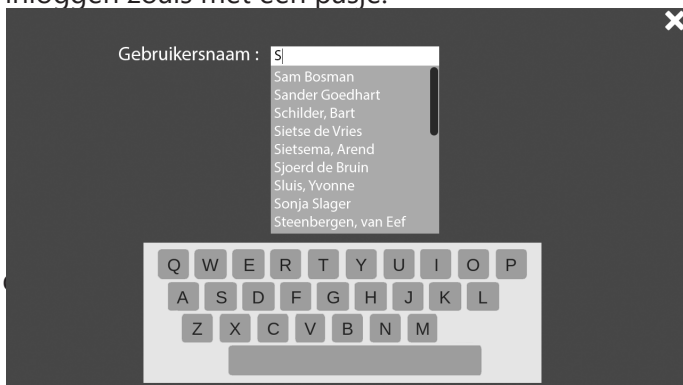 inloggen zoals met een pasje.
Gebruikersnaam : S
Sam Bosman
Sander Goedhart
Schilder, Bart
Sietse de Vries
Sietsema, Arend
Sjoerd de Bruin
Sluis, Yvonne
Sonja Slager
Steenbergen, van Eef
Q W E R T Y U I O P
A S D F G H J K L
Z X C V B N M